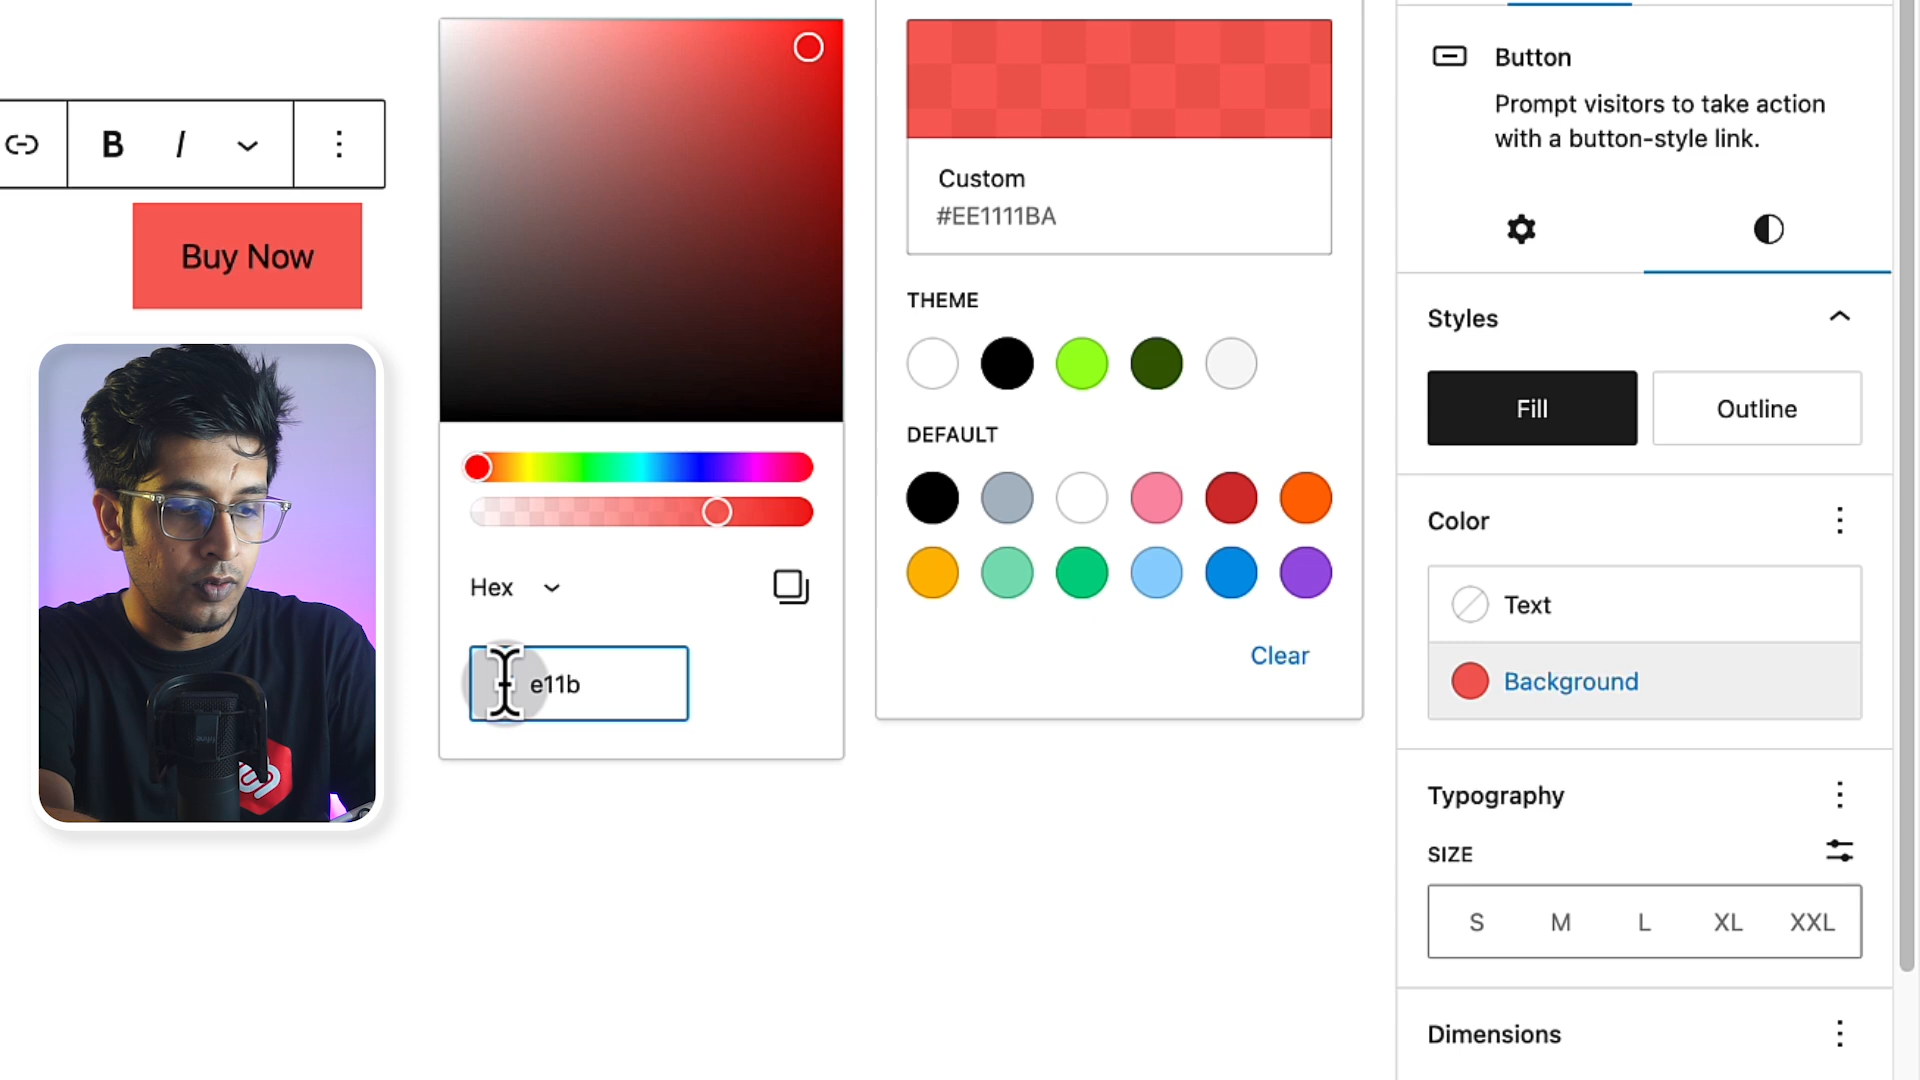 B I
Buy Now
Hex
e11b
Custom
#EE1111BA
THEME
DEFAULT
Clear
Button
Prompt visitors to take action
with a button-style link.
Styles
Fill
Outline
Color
Text
Background
Typography
SIZE
S M L XL XXL
Dimensions